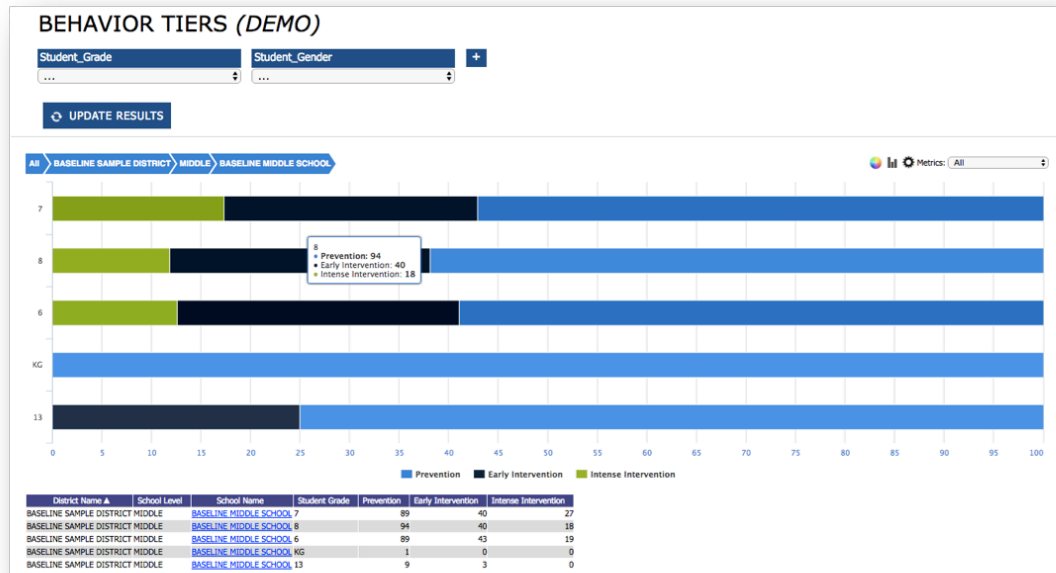 BEHAVIOR TIERS (DEMO)
Student_Grade Student_Gender +
... ...
UPDATE RESULTS
All BASELINE SAMPLE DISTRICT MIDDLE BASELINE MIDDLE SCHOOL Metrics: All
7
8
8
Prevention: 94
Early Intervention: 40
Intense Intervention: 18
6
KG
13
0 5 10 15 20 25 30 35 40 45 50 55 60 65 70 75 80 85 90 95 100
Prevention Early Intervention Intense Intervention
District Name ▲ School Level School Name Student Grade Prevention Early Intervention Intense Intervention
BASELINE SAMPLE DISTRICT MIDDLE BASELINE MIDDLE SCHOOL 7 89 40 27
BASELINE SAMPLE DISTRICT MIDDLE BASELINE MIDDLE SCHOOL 8 94 40 18
BASELINE SAMPLE DISTRICT MIDDLE BASELINE MIDDLE SCHOOL 6 89 43 19
BASELINE SAMPLE DISTRICT MIDDLE BASELINE MIDDLE SCHOOL KG 1 0 0
BASELINE SAMPLE DISTRICT MIDDLE BASELINE MIDDLE SCHOOL 13 9 3 0